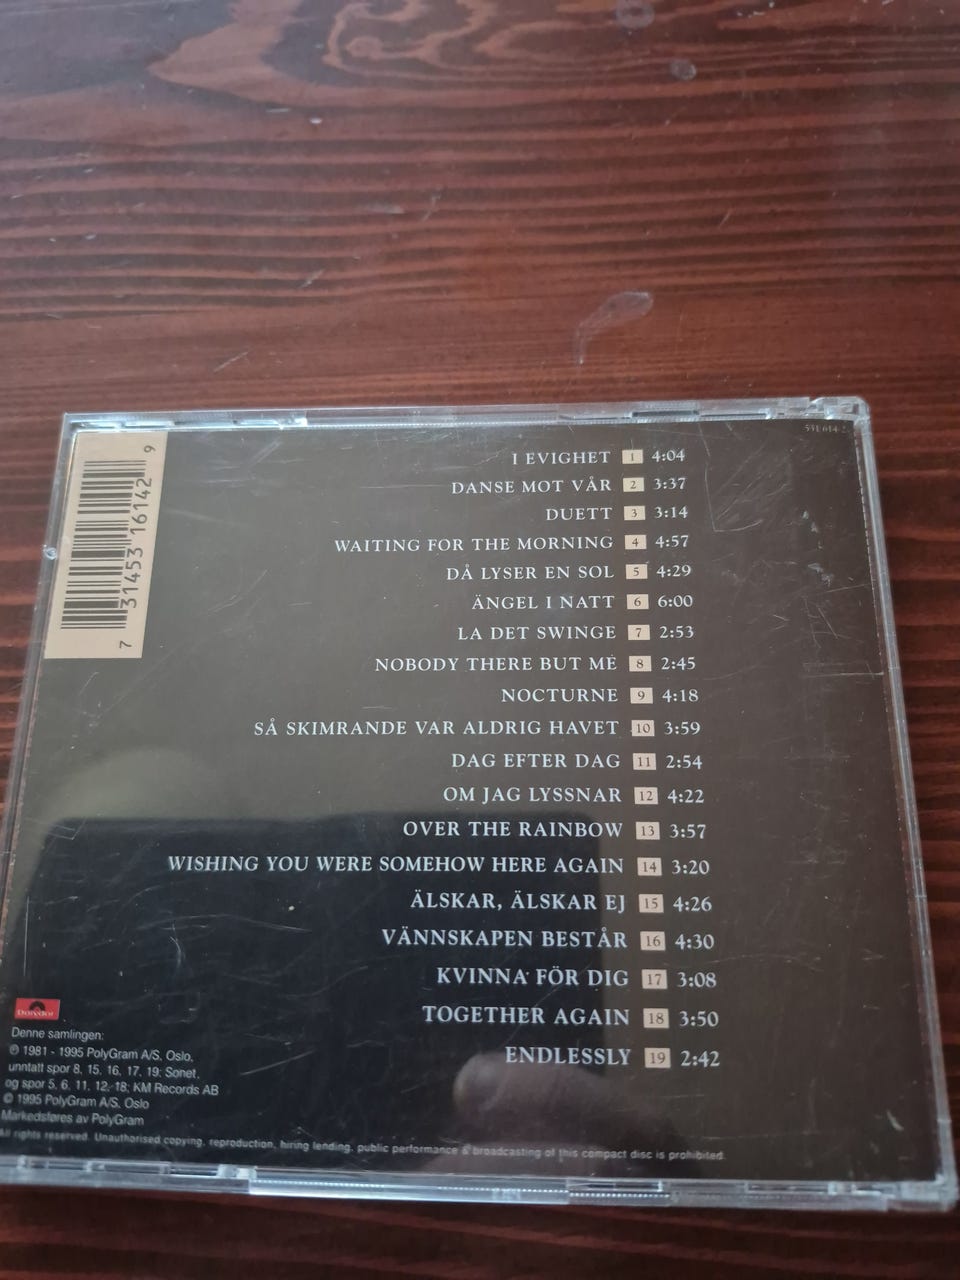 531 614-2
7 31453 16142 9
I EVIGHET 1 4:04
DANSE MOT VÅR 2 3:37
DUETT 3 3:14
WAITING FOR THE MORNING 4 4:57
DÅ LYSER EN SOL 5 4:29
ÄNGEL I NATT 6 6:00
LA DET SWINGE 7 2:53
NOBODY THERE BUT ME 8 2:45
NOCTURNE 9 4:18
SÅ SKIMRANDE VAR ALDRIG HAVET 10 3:59
DAG EFTER DAG 11 2:54
OM JAG LYSSNAR 12 4:22
OVER THE RAINBOW 13 3:57
WISHING YOU WERE SOMEHOW HERE AGAIN 14 3:20
ÄLSKAR, ÄLSKAR EJ 15 4:26
VÄNNSKAPEN BESTÅR 16 4:30
KVINNA FÖR DIG 17 3:08
TOGETHER AGAIN 18 3:50
ENDLESSLY 19 2:42
Polydor
Denne samlingen:
℗ 1981 - 1995 PolyGram A/S, Oslo,
unntatt spor 8, 15, 16, 17, 19; Sonet,
og spor 5, 6, 11, 12, 18; KM Records AB
© 1995 PolyGram A/S, Oslo
Markedsføres av PolyGram
All rights reserved. Unauthorised copying, reproduction, hiring lending, public performance & broadcasting of this compact disc is prohibited.